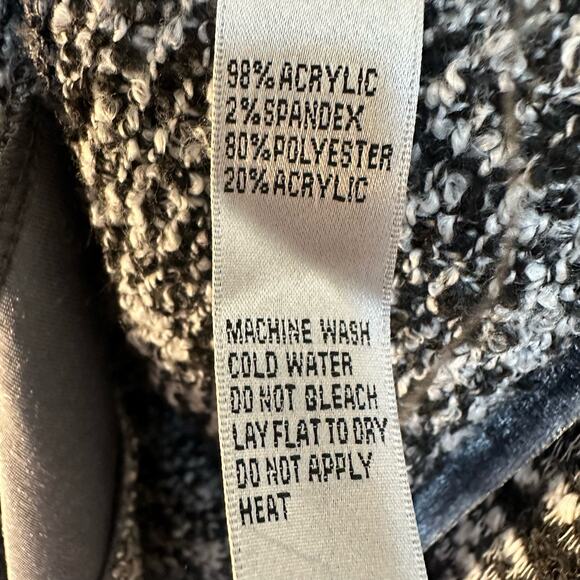 98% ACRYLIC
2% SPANDEX
80% POLYESTER
20% ACRYLIC
MACHINE WASH
COLD WATER
DO NOT BLEACH
LAY FLAT TO DRY
DO NOT APPLY
HEAT